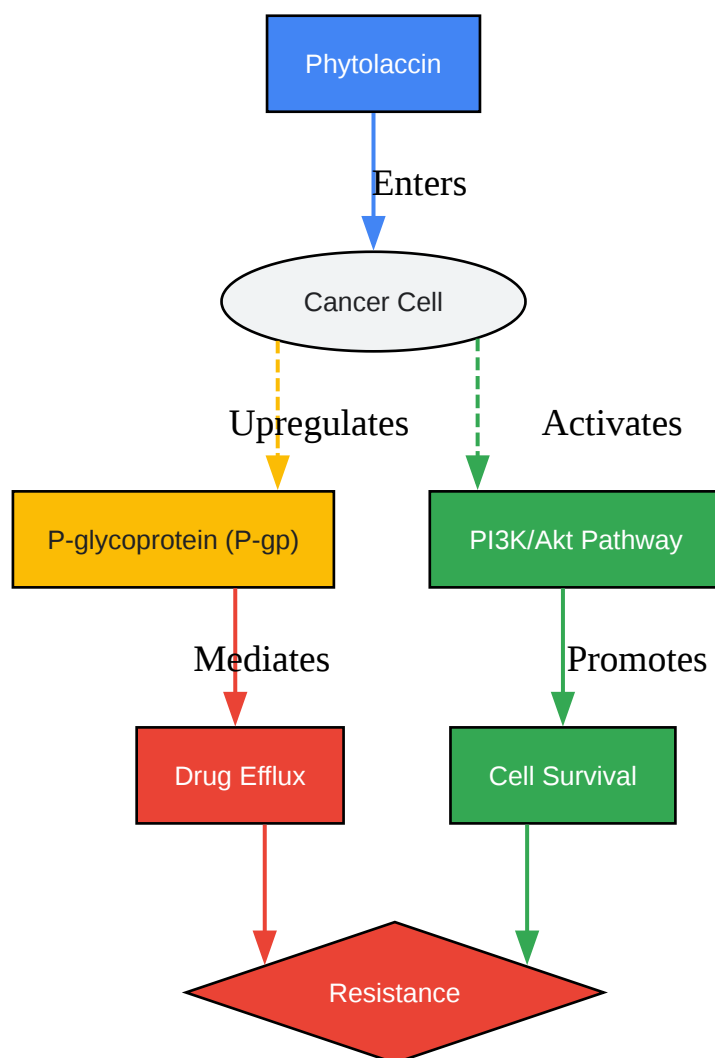 Phytolaccin
Enters
Cancer Cell
Upregulates
Activates
P-glycoprotein (P-gp)
PI3K/Akt Pathway
Mediates
Promotes
Drug Efflux
Cell Survival
Resistance